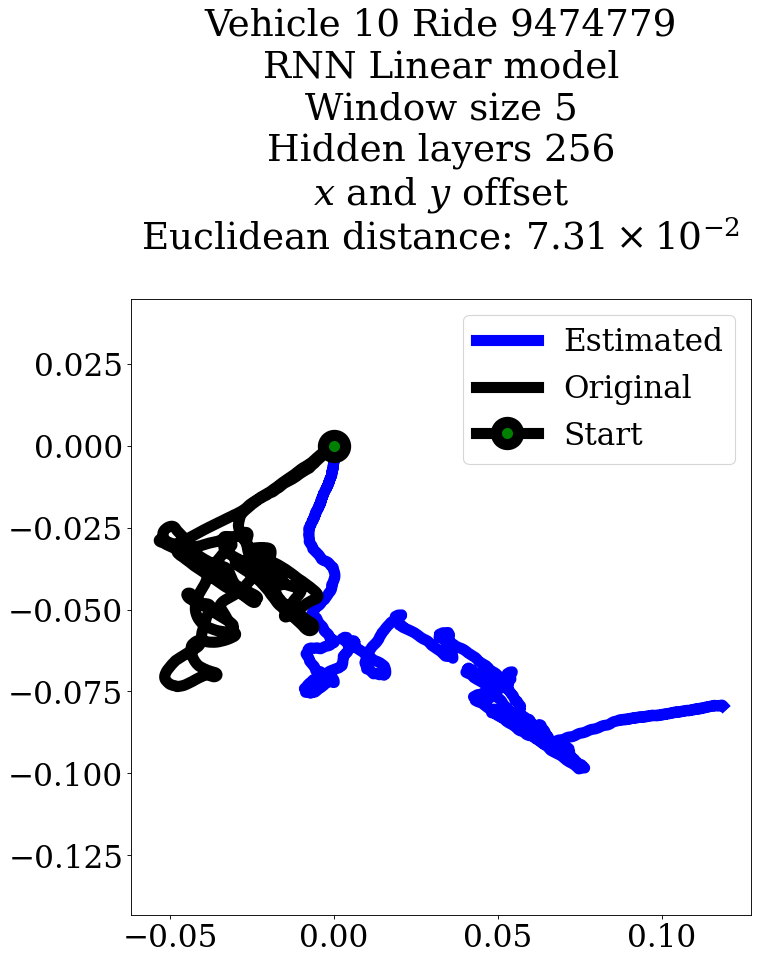 Vehicle 10 Ride 9474779
RNN Linear model
Window size 5
Hidden layers 256
x and y offset
Euclidean distance: 7.31 × 10⁻²
Estimated
Original
Start
0.025
0.000
−0.025
−0.050
−0.075
−0.100
−0.125
−0.05 0.00 0.05 0.10